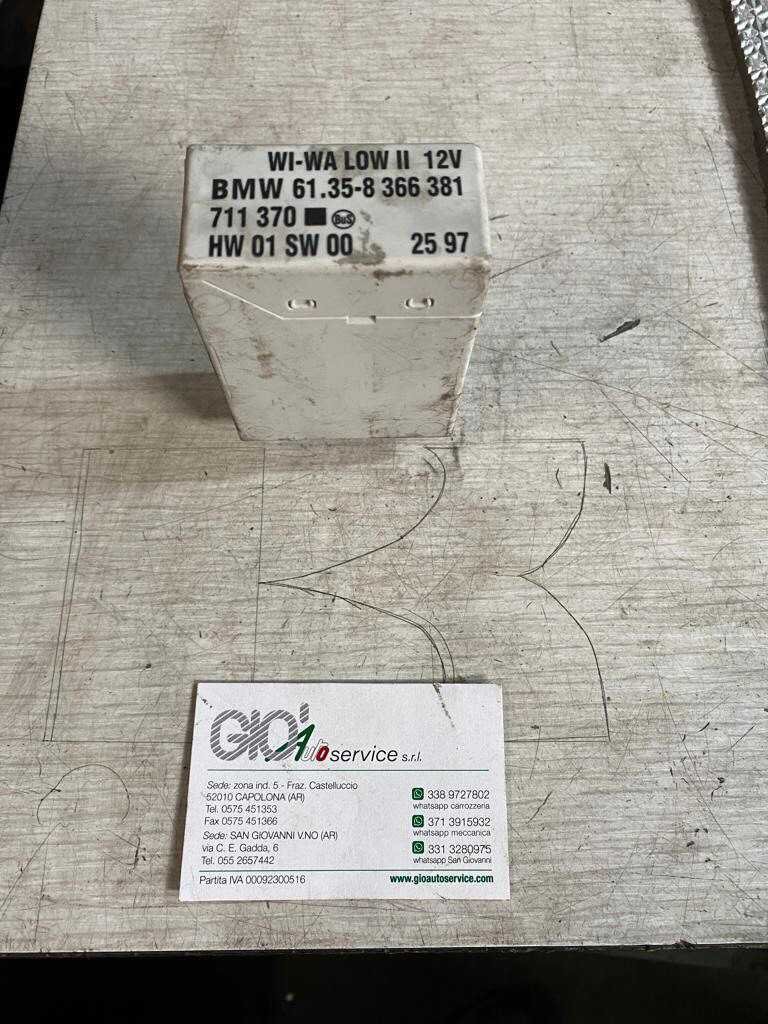 WI-WA LOW II 12V
BMW 61.35-8 366 381
711 370 BuS
HW 01 SW 00 25 97
GIO' Auto service s.r.l.
Sede: zona ind. 5 - Fraz. Castelluccio
52010 CAPOLONA (AR)
Tel. 0575 451353
Fax 0575 451366
Sede: SAN GIOVANNI V.NO (AR)
via C. E. Gadda, 6
Tel. 055 2657442
338 9727802
whatsapp carrozzeria
371 3915932
whatsapp meccanica
331 3280975
whatsapp San Giovanni
Partita IVA 00092300516
www.gioautoservice.com